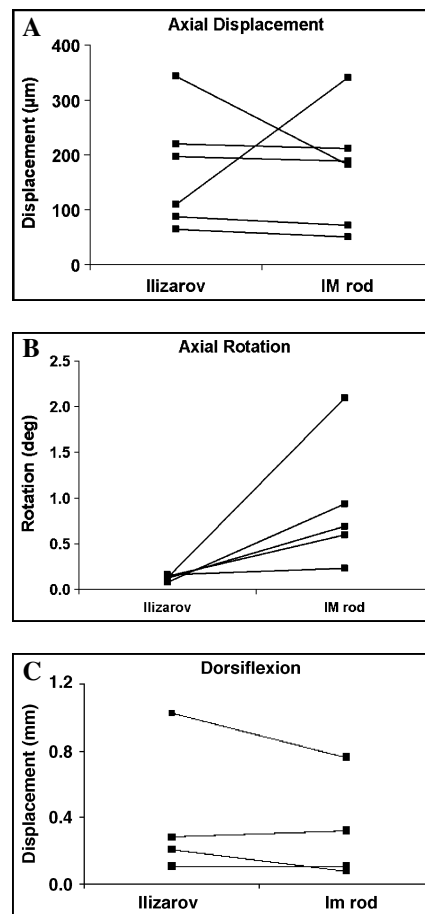 A
Axial Displacement
Displacement (µm)
400
300
200
100
0
Ilizarov IM rod
B
Axial Rotation
Rotation (deg)
2.5
2.0
1.5
1.0
0.5
0.0
Ilizarov IM rod
C
Dorsiflexion
Displacement (mm)
1.2
0.8
0.4
0.0
Ilizarov Im rod